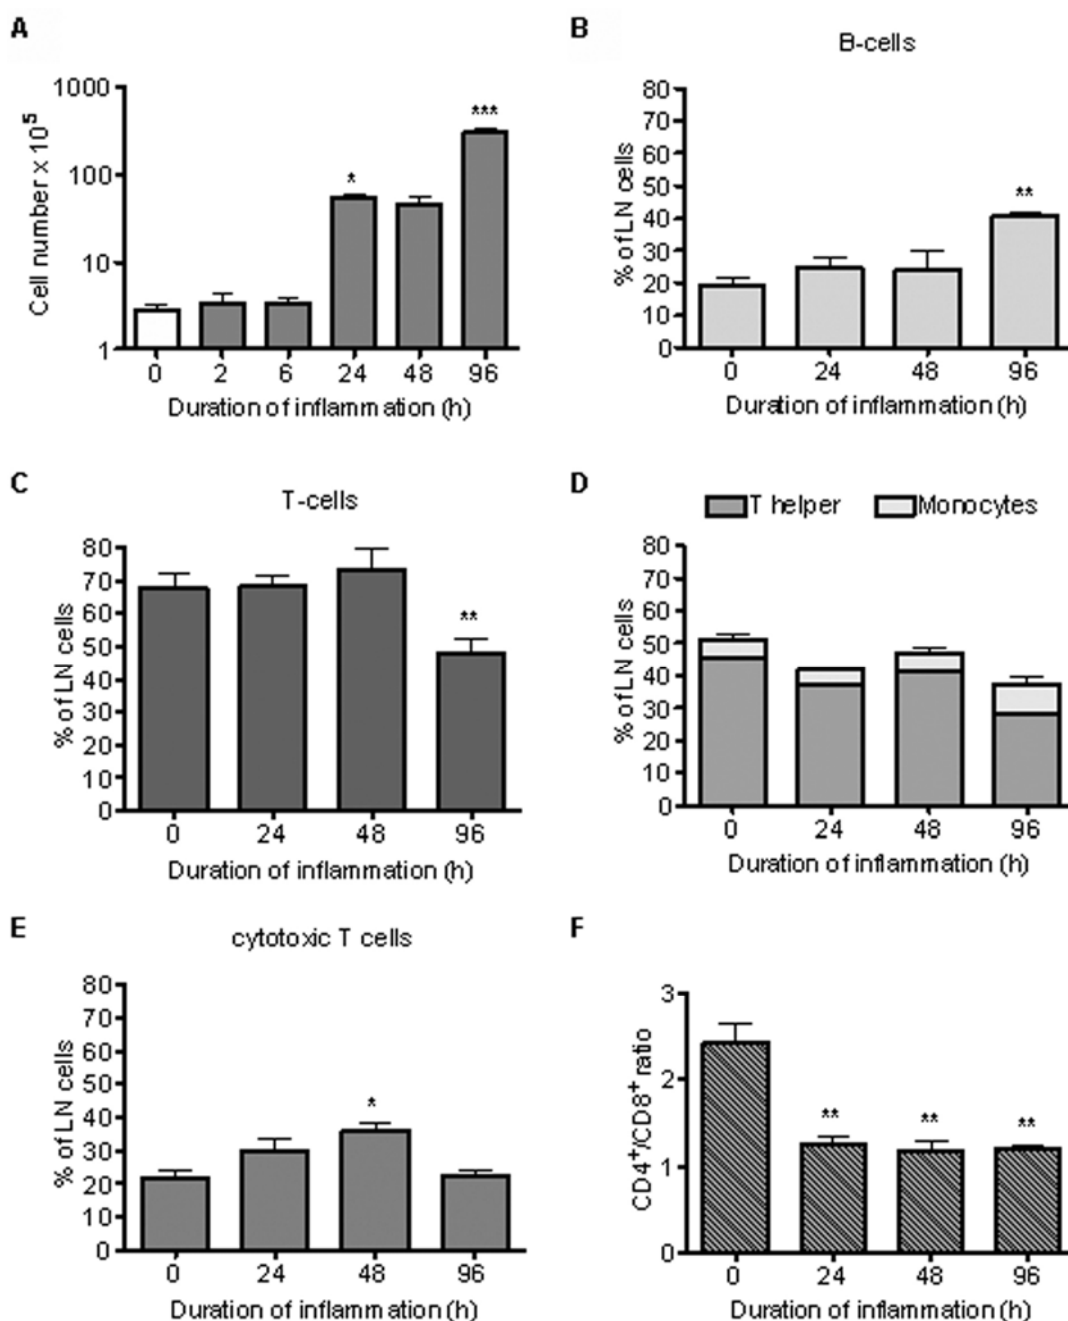 A
Cell number x 10⁵
1000
100
10
1
*
***
0 2 6 24 48 96
Duration of inflammation (h)
B
B-cells
% of LN cells
80
70
60
50
40
30
20
10
0
**
0 24 48 96
Duration of inflammation (h)
C
T-cells
% of LN cells
80
70
60
50
40
30
20
10
0
**
0 24 48 96
Duration of inflammation (h)
D
T helper Monocytes
% of LN cells
80
70
60
50
40
30
20
10
0
0 24 48 96
Duration of inflammation (h)
E
cytotoxic T cells
% of LN cells
80
70
60
50
40
30
20
10
0
*
0 24 48 96
Duration of inflammation (h)
F
CD4⁺/CD8⁺ ratio
3
2
1
0
** ** **
0 24 48 96
Duration of inflammation (h)